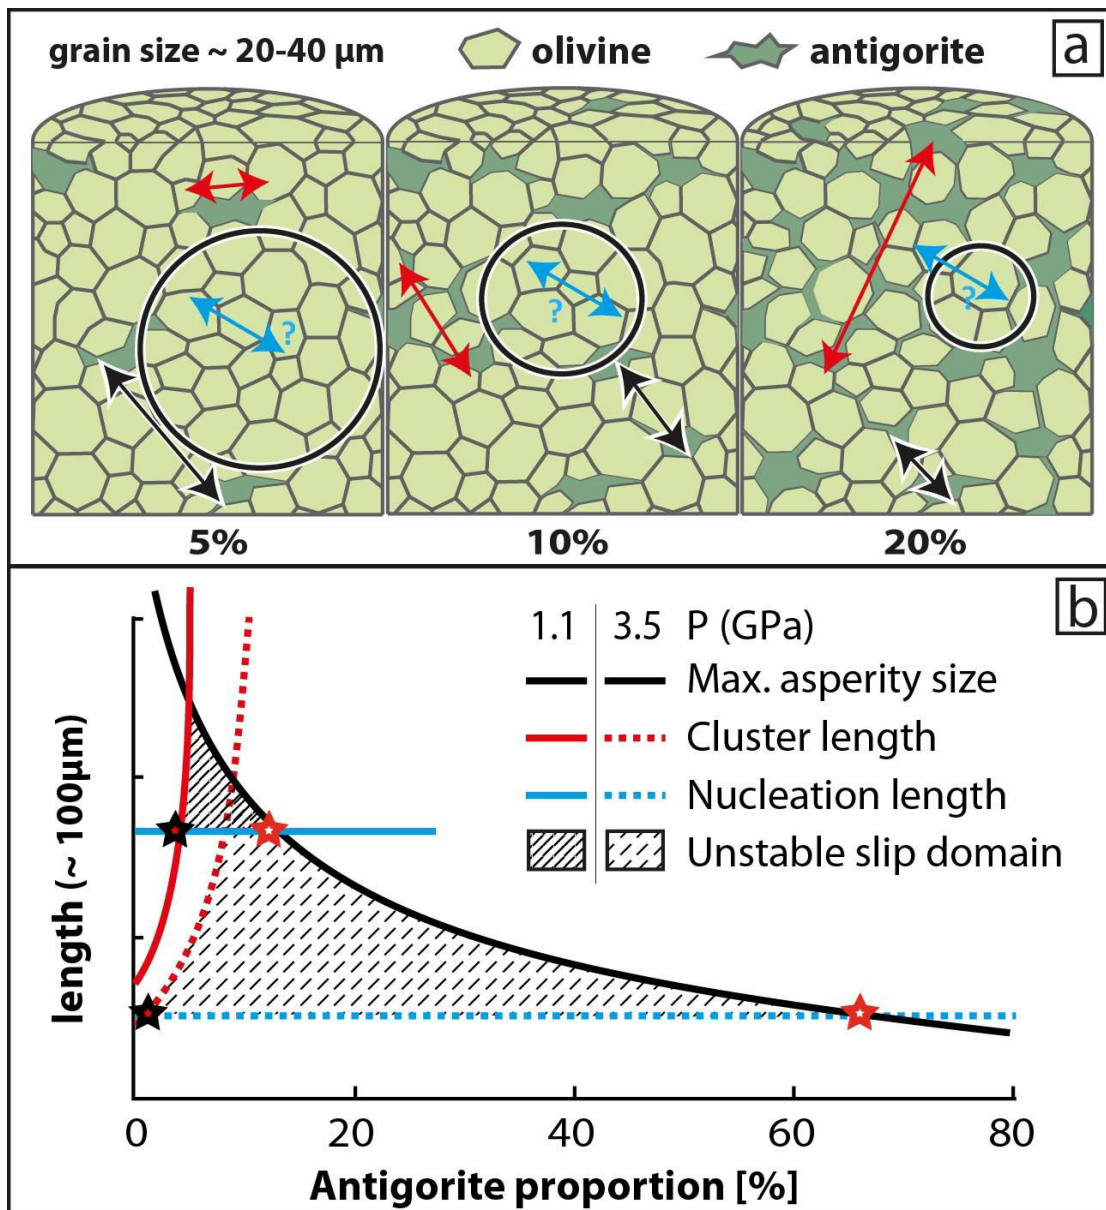 grain size ~ 20-40 µm olivine antigorite a
?
?
?
5% 10% 20%
b
1.1 3.5 P (GPa)
Max. asperity size
Cluster length
Nucleation length
Unstable slip domain
length (~ 100µm)
0 20 40 60 80
Antigorite proportion [%]